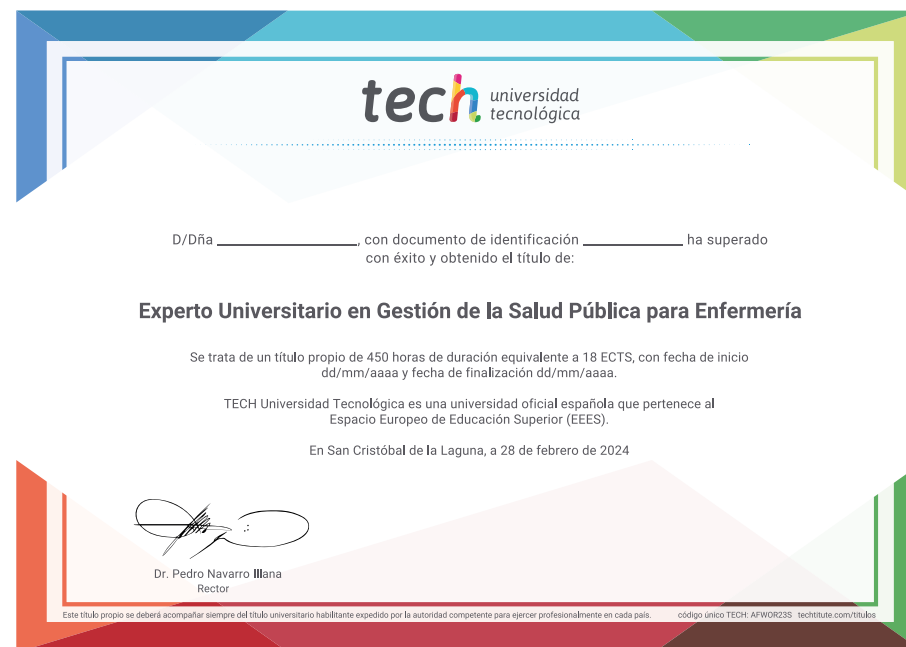 tech universidad
tecnológica
D/Dña ____________________, con documento de identificación ______________ ha superado
con éxito y obtenido el título de:
Experto Universitario en Gestión de la Salud Pública para Enfermería
Se trata de un título propio de 450 horas de duración equivalente a 18 ECTS, con fecha de inicio
dd/mm/aaaa y fecha de finalización dd/mm/aaaa.
TECH Universidad Tecnológica es una universidad oficial española que pertenece al
Espacio Europeo de Educación Superior (EEES).
En San Cristóbal de la Laguna, a 28 de febrero de 2024
Dr. Pedro Navarro Illana
Rector
Este título propio se deberá acompañar siempre del título universitario habilitante expedido por la autoridad competente para ejercer profesionalmente en cada país. código único TECH: AFWOR23S techtitute.com/titulos